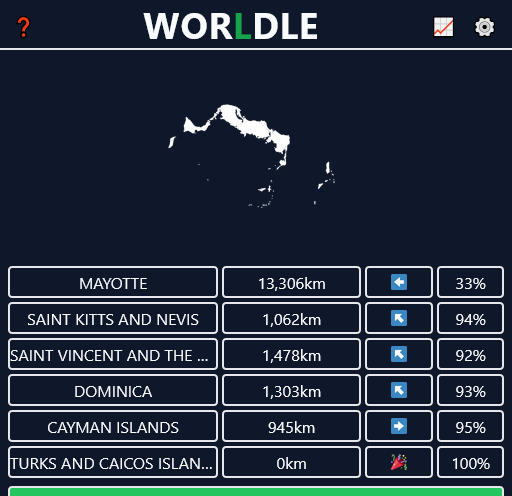 WORLDLE
MAYOTTE 13,306km 33%
SAINT KITTS AND NEVIS 1,062km 94%
SAINT VINCENT AND THE ... 1,478km 92%
DOMINICA 1,303km 93%
CAYMAN ISLANDS 945km 95%
TURKS AND CAICOS ISLAN... 0km 100%